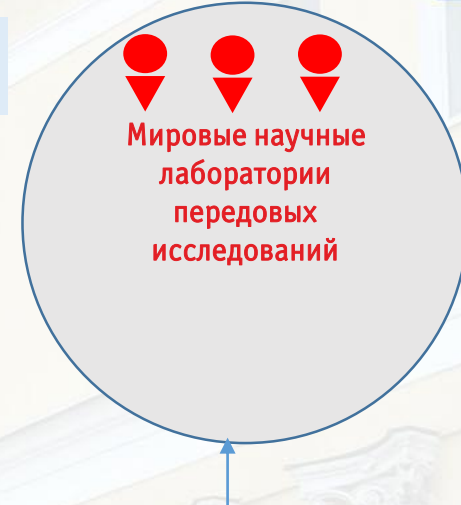 Мировые научные
лаборатории
передовых
исследований